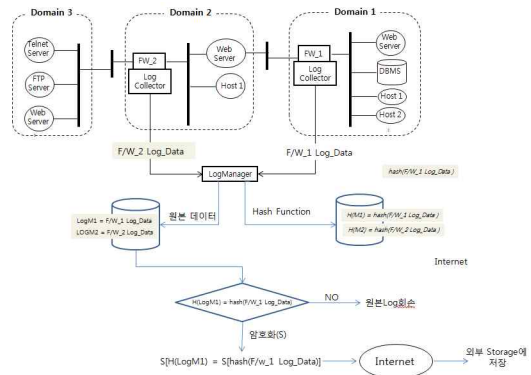 Domain 3
Domain 2
Domain 1
Telnet
Server
FTP
Server
Web
Server
FW_2
Log
Collector
Web
Server
Host 1
FW_1
Log
Collector
Web
Server
DBMS
Host 1
Host 2
F/W_2 Log_Data
F/W_1 Log_Data
LogManager
hash(F/W_1 Log_Data )
LogM1 = F/W_1 Log_Data
LOGM2 = F/W_2 Log_Data
원본 데이터
Hash Function
H(M1) = hash(F/W_1 Log_Data )
H(M2) = hash(F/W_2 Log_Data )
Internet
H(LogM1) = hash(F/W_1 Log_Data)
NO
원본Log회손
암호화(S)
S[H(LogM1) = S[hash(F/w_1 Log_Data)]
Internet
외부 Storage에
저장